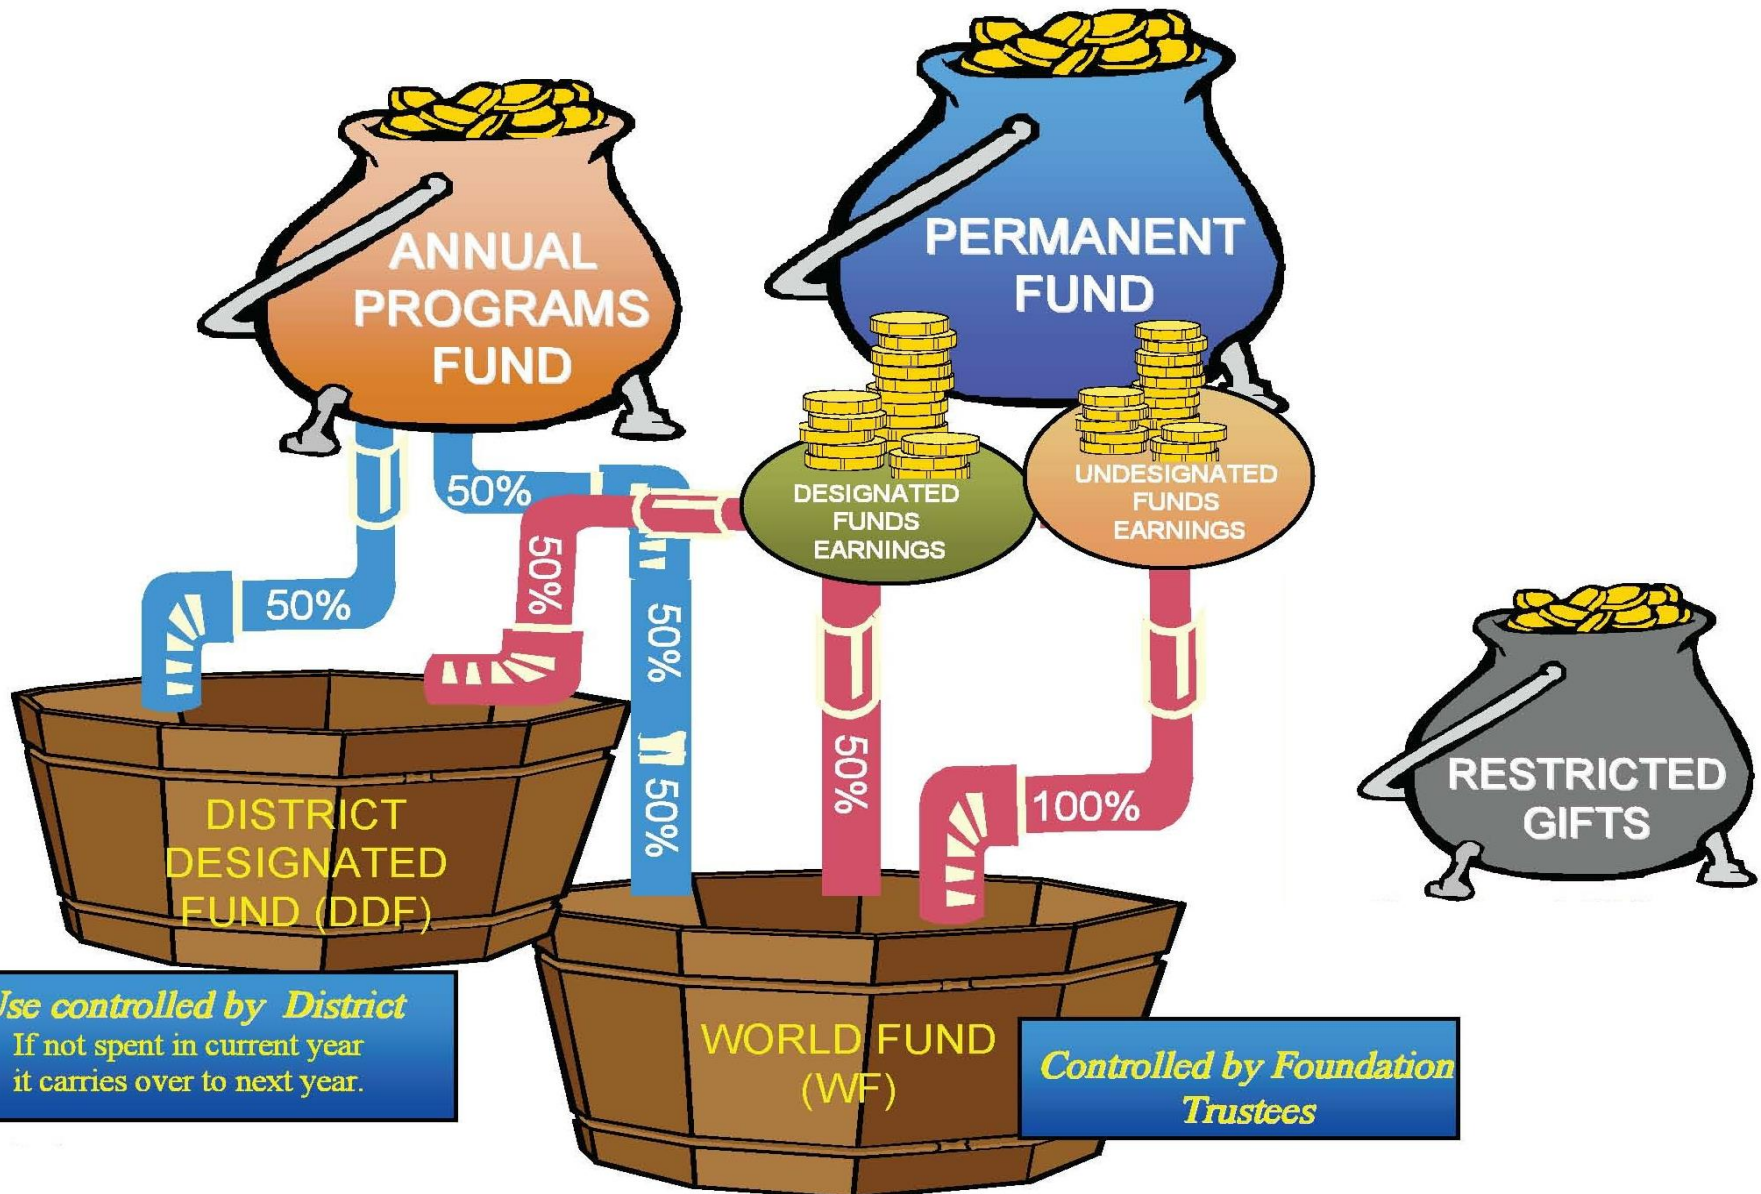 ANNUAL
PROGRAMS
FUND
PERMANENT
FUND
DESIGNATED
FUNDS
EARNINGS
UNDESIGNATED
FUNDS
EARNINGS
50%
50%
50%
50%
50%
50%
100%
RESTRICTED
GIFTS
DISTRICT
DESIGNATED
FUND (DDF)
Use controlled by District
If not spent in current year
it carries over to next year.
WORLD FUND
(WF)
Controlled by Foundation
Trustees